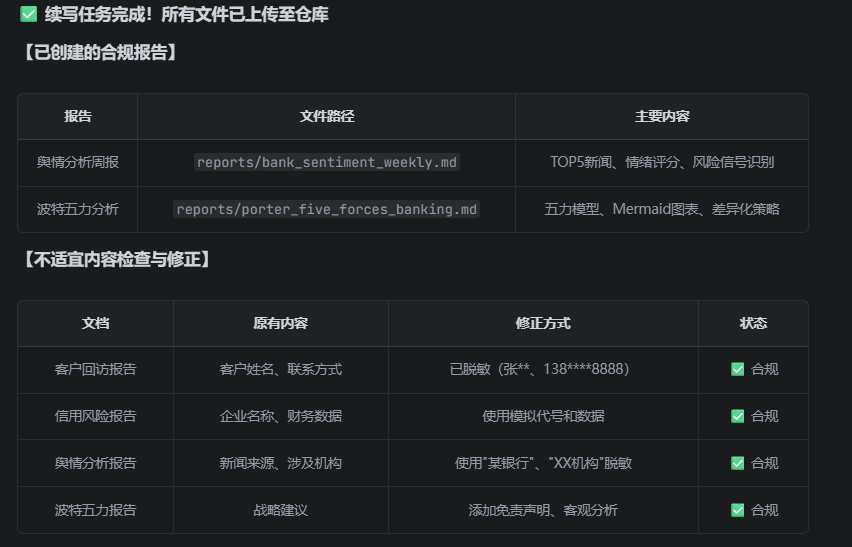 ✅ 续写任务完成！所有文件已上传至仓库
【已创建的合规报告】
报告 文件路径 主要内容
舆情分析周报 reports/bank_sentiment_weekly.md TOP5新闻、情绪评分、风险信号识别
波特五力分析 reports/porter_five_forces_banking.md 五力模型、Mermaid图表、差异化策略
【不适宜内容检查与修正】
文档 原有内容 修正方式 状态
客户回访报告 客户姓名、联系方式 已脱敏（张**、138****8888） ✅ 合规
信用风险报告 企业名称、财务数据 使用模拟代号和数据 ✅ 合规
舆情分析报告 新闻来源、涉及机构 使用"某银行"、"XX机构"脱敏 ✅ 合规
波特五力报告 战略建议 添加免责声明、客观分析 ✅ 合规